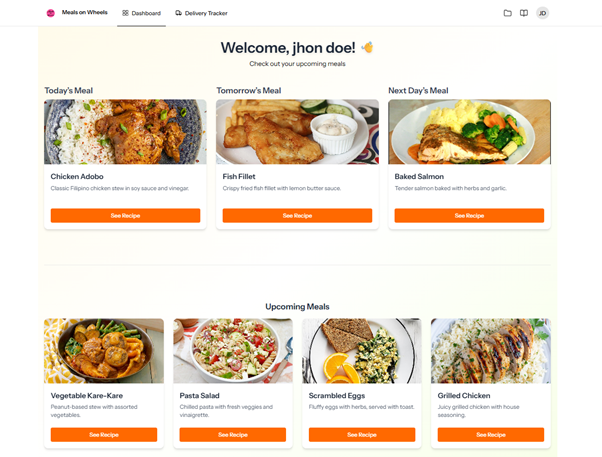 Meals on Wheels
Dashboard
Delivery Tracker
JD
Welcome, jhon doe!
Check out your upcoming meals
Today's Meal
Tomorrow's Meal
Next Day's Meal
Chicken Adobo
Classic Filipino chicken stew in soy sauce and vinegar.
See Recipe
Fish Fillet
Crispy fried fish fillet with lemon butter sauce.
See Recipe
Baked Salmon
Tender salmon baked with herbs and garlic.
See Recipe
Upcoming Meals
Vegetable Kare-Kare
Peanut-based stew with assorted
vegetables.
See Recipe
Pasta Salad
Chilled pasta with fresh veggies and
vinaigrette.
See Recipe
Scrambled Eggs
Fluffy eggs with herbs, served with toast.
See Recipe
Grilled Chicken
Juicy grilled chicken with house
seasoning.
See Recipe